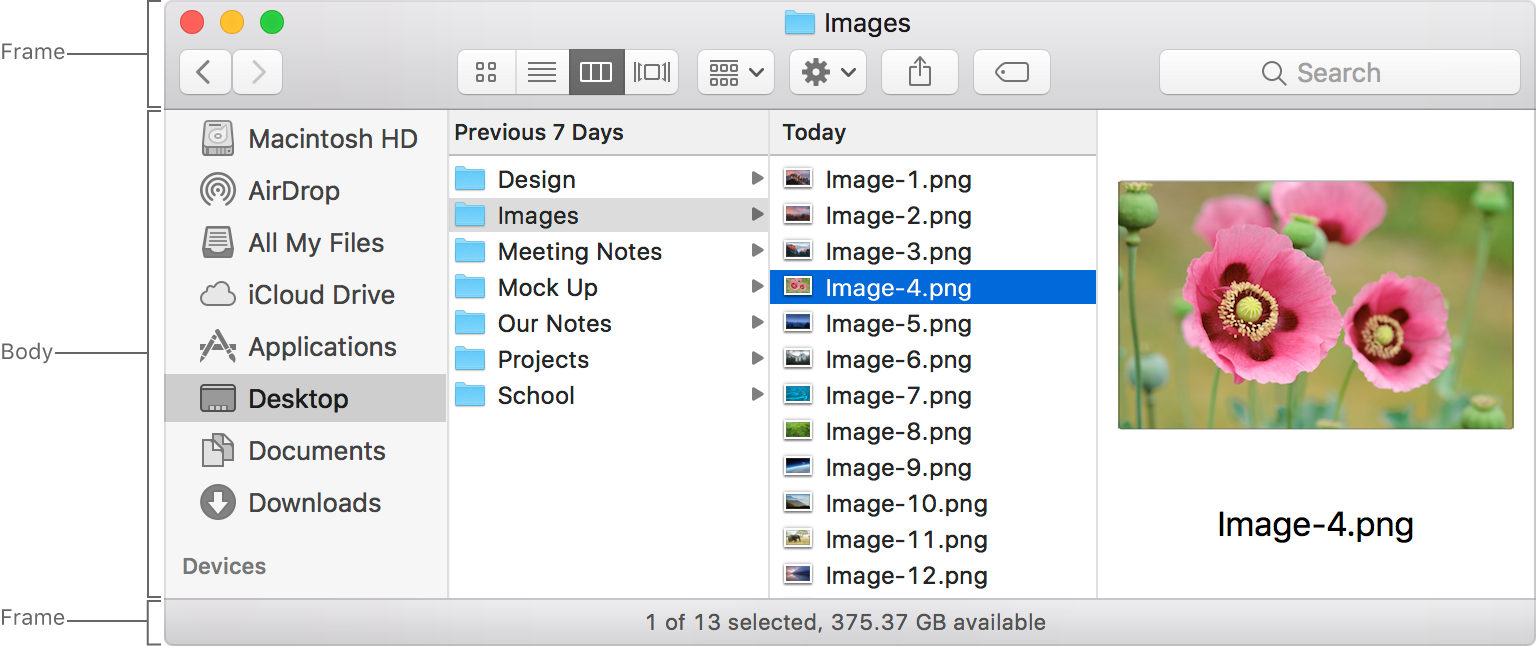 Images
Frame
Search
Macintosh HD
AirDrop
All My Files
iCloud Drive
Applications
Desktop
Documents
Downloads
Devices
Body
Previous 7 Days
Design
Images
Meeting Notes
Mock Up
Our Notes
Projects
School
Today
Image-1.png
Image-2.png
Image-3.png
Image-4.png
Image-5.png
Image-6.png
Image-7.png
Image-8.png
Image-9.png
Image-10.png
Image-11.png
Image-12.png
Image-4.png
Frame
1 of 13 selected, 375.37 GB available